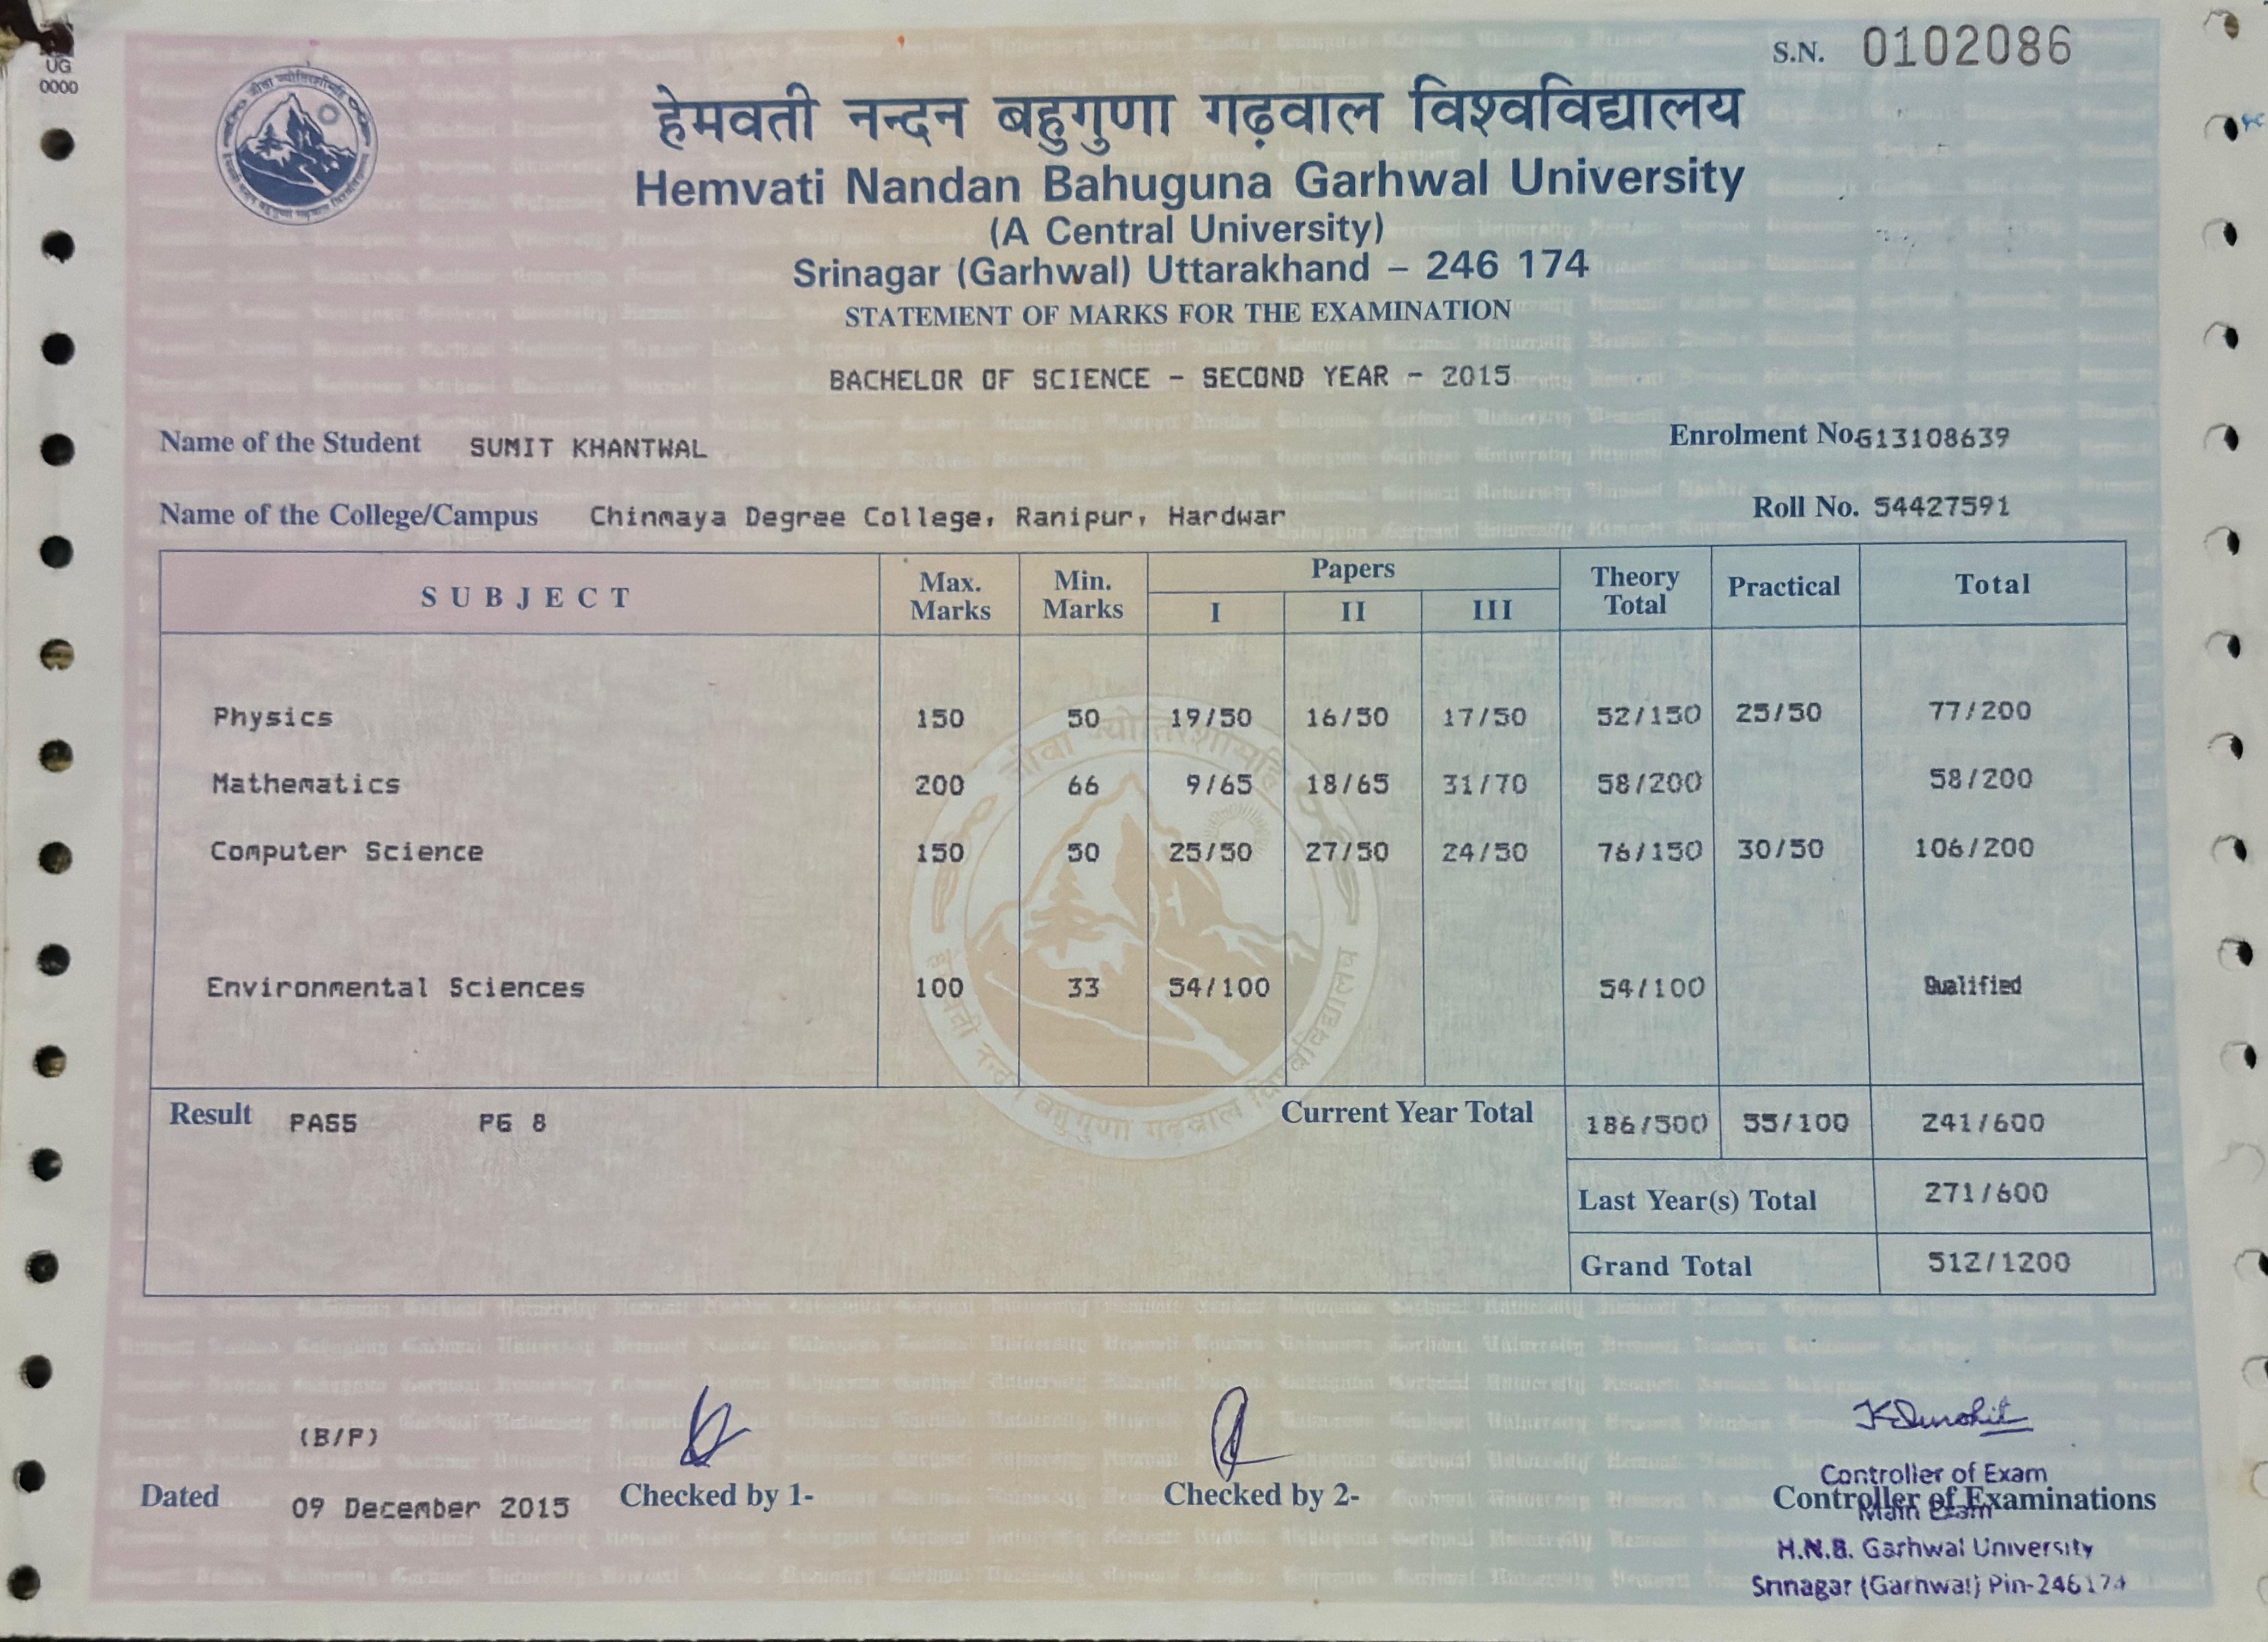 UG
0000
S.N. 0102086
हेमवती नन्दन बहुगुणा गढ़वाल विश्वविद्यालय
Hemvati Nandan Bahuguna Garhwal University
(A Central University)
Srinagar (Garhwal) Uttarakhand – 246 174
STATEMENT OF MARKS FOR THE EXAMINATION
BACHELOR OF SCIENCE - SECOND YEAR - 2015
Name of the Student SUMIT KHANTWAL Enrolment No. G13108639
Name of the College/Campus Chinmaya Degree College, Ranipur, Hardwar Roll No. 54427591
SUBJECT Max. Marks Min. Marks Papers I II III Theory Total Practical Total
Physics 150 50 19/50 16/50 17/50 52/150 25/50 77/200
Mathematics 200 66 9/65 18/65 31/70 58/200 58/200
Computer Science 150 50 25/50 27/50 24/50 76/150 30/50 106/200
Environmental Sciences 100 33 54/100 54/100 Qualified
Result PASS PG 8 Current Year Total 186/500 55/100 241/600
Last Year(s) Total 271/600
Grand Total 512/1200
(B/P)
Dated 09 December 2015 Checked by 1- Checked by 2-
Controller of Exam
Controller of Examinations
Main Exam
H.N.B. Garhwal University
Srinagar (Garhwal) Pin-246174